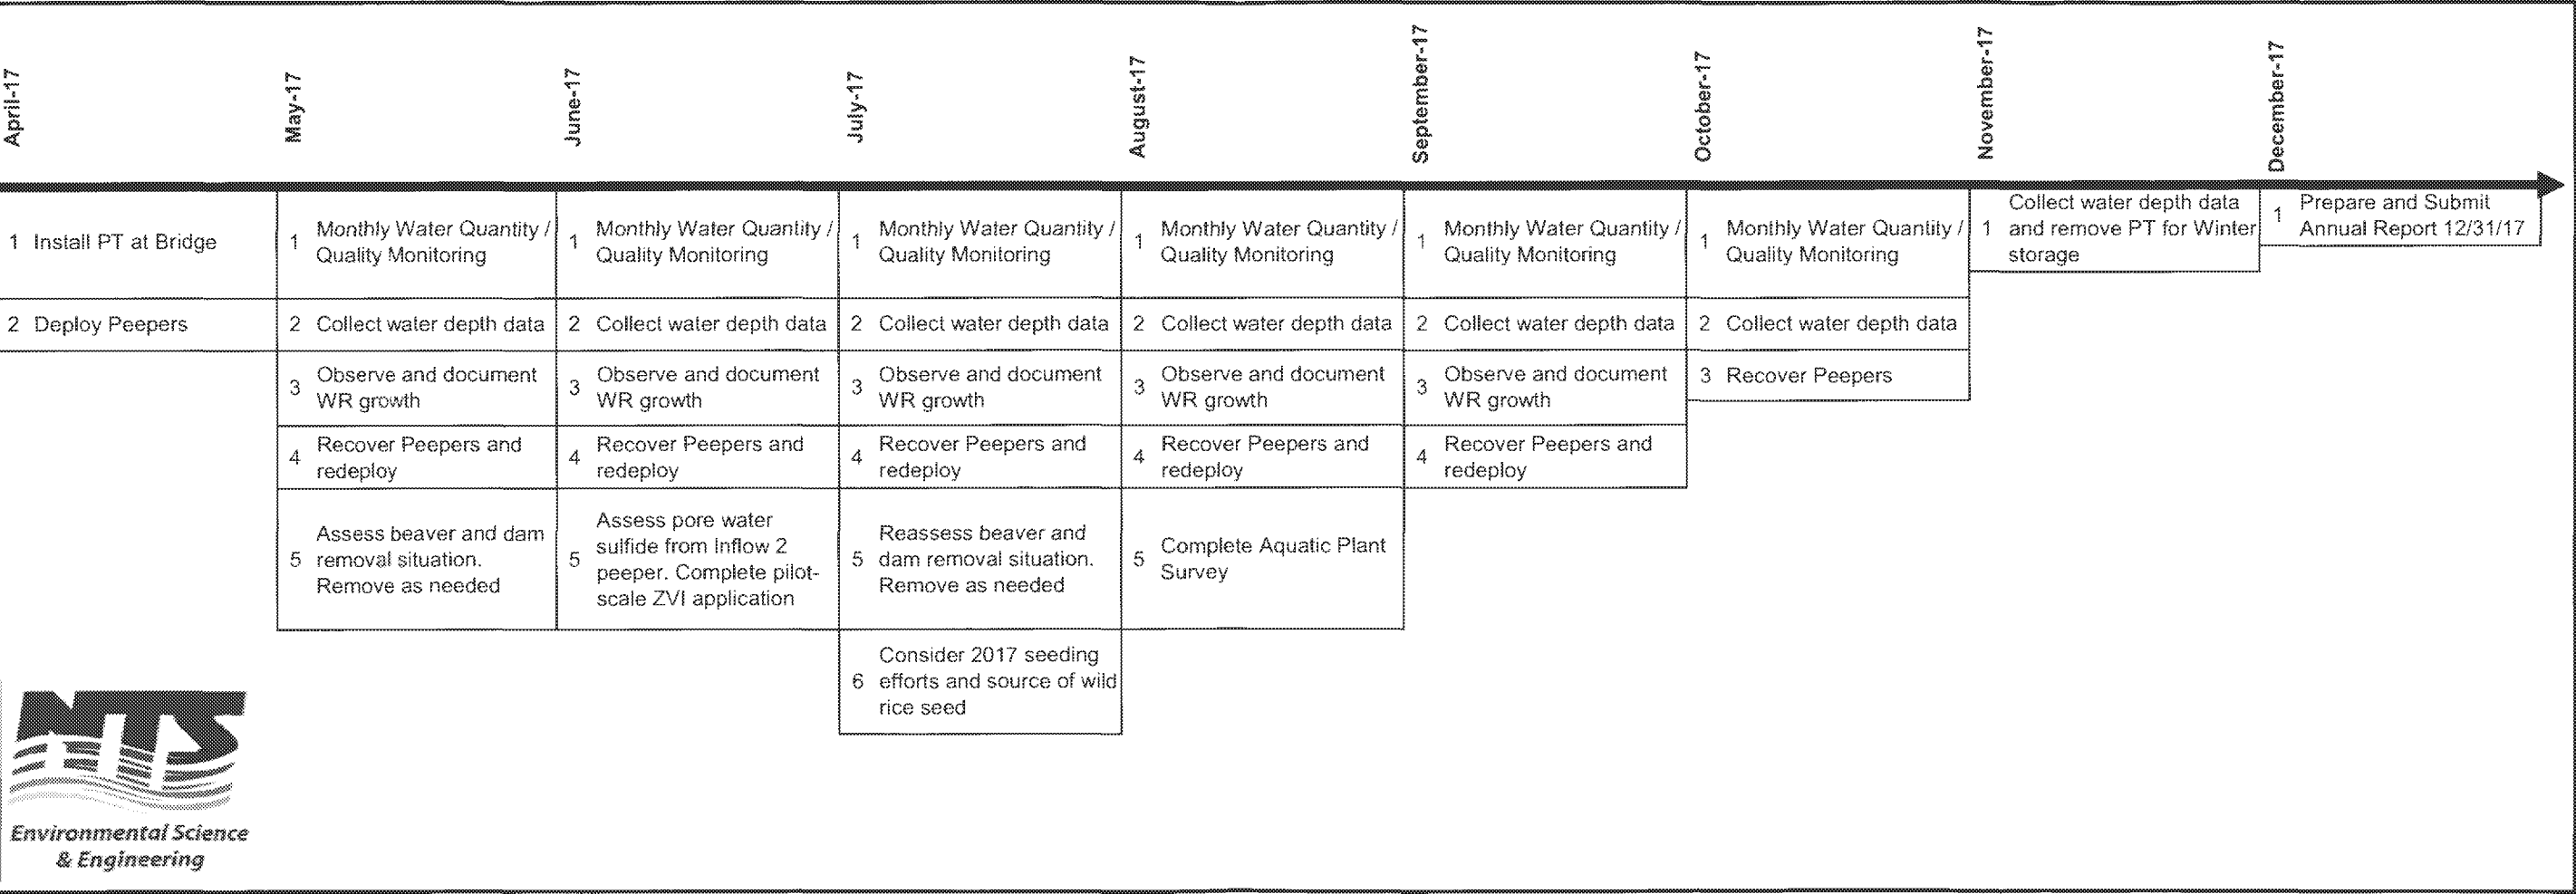 April-17
May-17
June-17
July-17
August-17
September-17
October-17
November-17
December-17
1 Install PT at Bridge
2 Deploy Peepers
1 Monthly Water Quantity /
Quality Monitoring
2 Collect water depth data
3 Observe and document
WR growth
4 Recover Peepers and
redeploy
5 Assess beaver and dam
removal situation.
Remove as needed
1 Monthly Water Quantity /
Quality Monitoring
2 Collect water depth data
3 Observe and document
WR growth
4 Recover Peepers and
redeploy
5 Assess pore water
sulfide from Inflow 2
peeper. Complete pilot-
scale ZVI application
1 Monthly Water Quantity /
Quality Monitoring
2 Collect water depth data
3 Observe and document
WR growth
4 Recover Peepers and
redeploy
5 Reassess beaver and
dam removal situation.
Remove as needed
6 Consider 2017 seeding
efforts and source of wild
rice seed
1 Monthly Water Quantity /
Quality Monitoring
2 Collect water depth data
3 Observe and document
WR growth
4 Recover Peepers and
redeploy
5 Complete Aquatic Plant
Survey
1 Monthly Water Quantity /
Quality Monitoring
2 Collect water depth data
3 Observe and document
WR growth
4 Recover Peepers and
redeploy
1 Monthly Water Quantity /
Quality Monitoring
2 Collect water depth data
3 Recover Peepers
1 Collect water depth data
and remove PT for Winter
storage
1 Prepare and Submit
Annual Report 12/31/17
NTS
Environmental Science
& Engineering